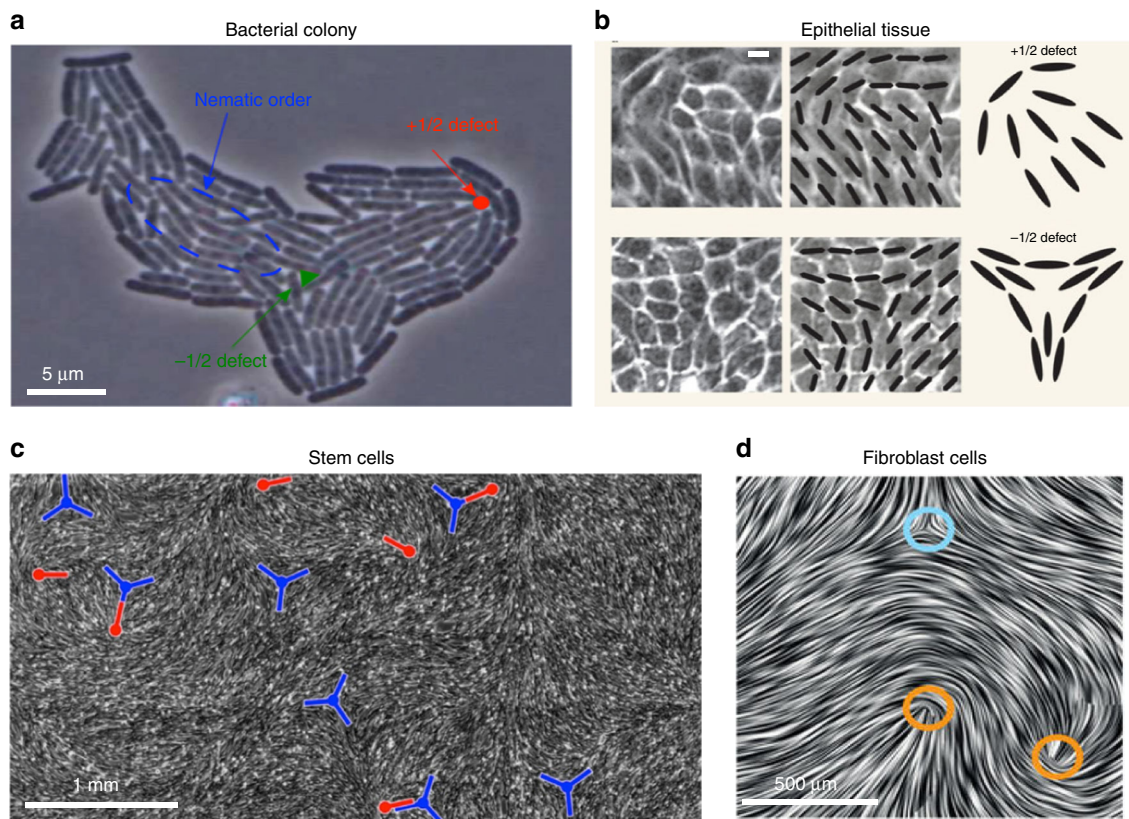 a
Bacterial colony
Nematic order
–1/2 defect
–1/2 defect
5 μm
b
Epithelial tissue
+1/2 defect
–1/2 defect
c
Stem cells
1 mm
d
Fibroblast cells
500 μm